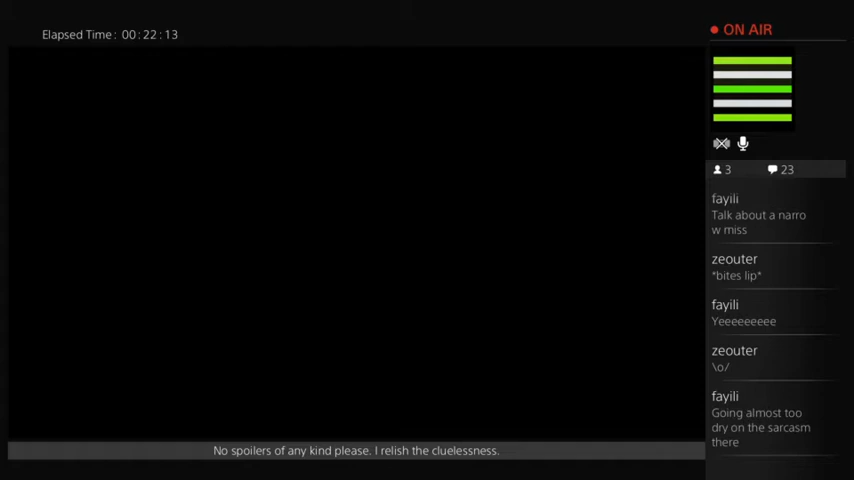 Elapsed Time: 00:22:13
ON AIR
3 23
fayili
Talk about a narro
w miss
zeouter
*bites lip*
fayili
Yeeeeeeeee
zeouter
\o/
fayili
Going almost too
dry on the sarcasm
there
No spoilers of any kind please. I relish the cluelessness.